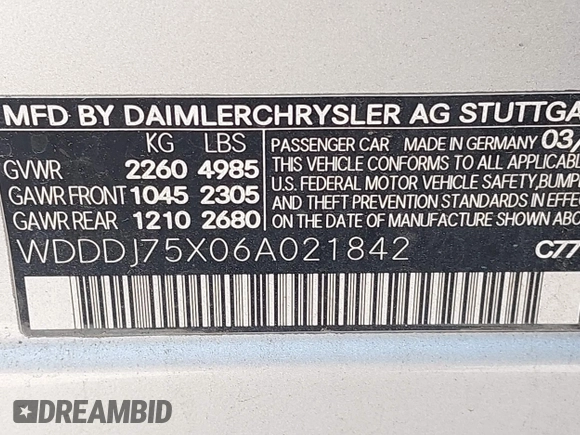 MFD BY DAIMLERCHRYSLER AG STUTTGA
KG LBS
GVWR 2260 4985
GAWR FRONT 1045 2305
GAWR REAR 1210 2680
PASSENGER CAR MADE IN GERMANY 03/
THIS VEHICLE CONFORMS TO ALL APPLICABL
U.S. FEDERAL MOTOR VEHICLE SAFETY, BUMP
AND THEFT PREVENTION STANDARDS IN EFFE
ON THE DATE OF MANUFACTURE SHOWN ABOV
WDDDJ75X06A021842
C77
DREAMBID